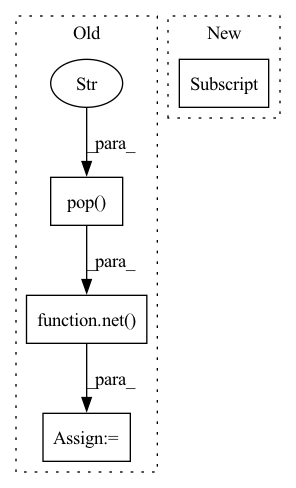 Old
New
Str
Subscript
_para_
pop()
_para_
function.net()
_para_
Assign:=